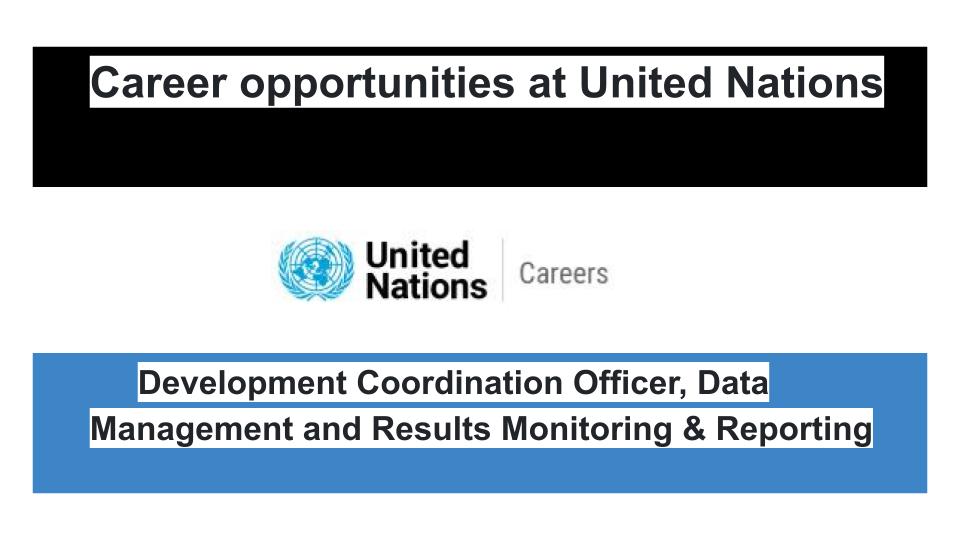 Career opportunities at United Nations
United
Nations
Careers
Development Coordination Officer, Data
Management and Results Monitoring & Reporting